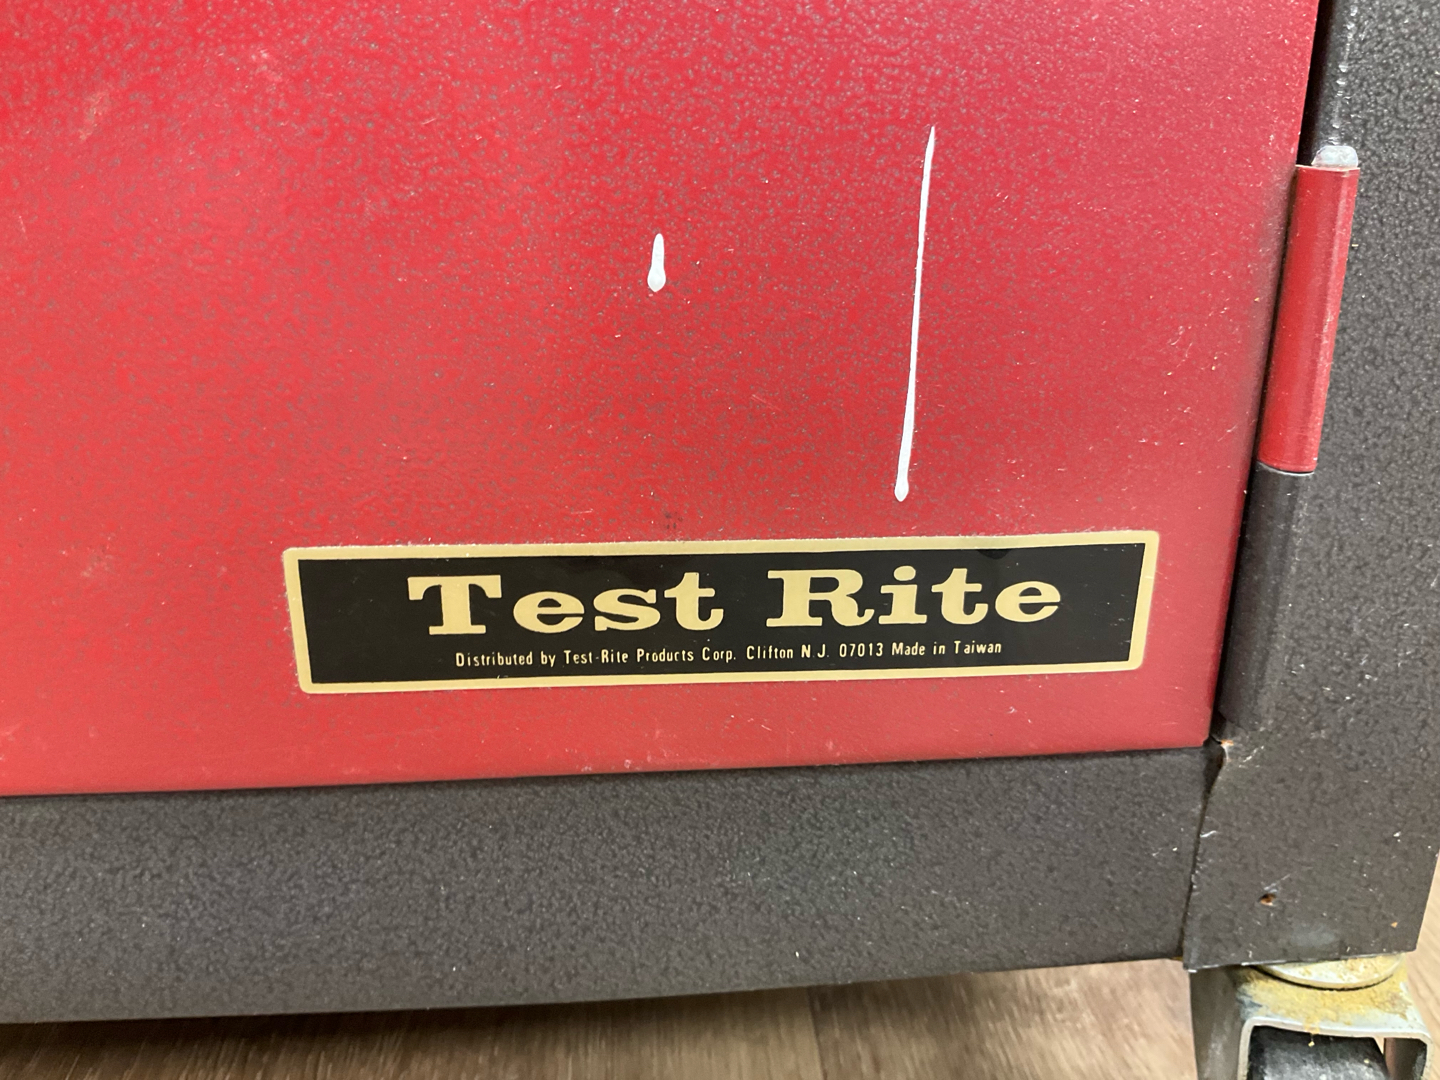 Test Rite
Distributed by Test-Rite Products Corp. Clifton N.J. 07013 Made in Taiwan